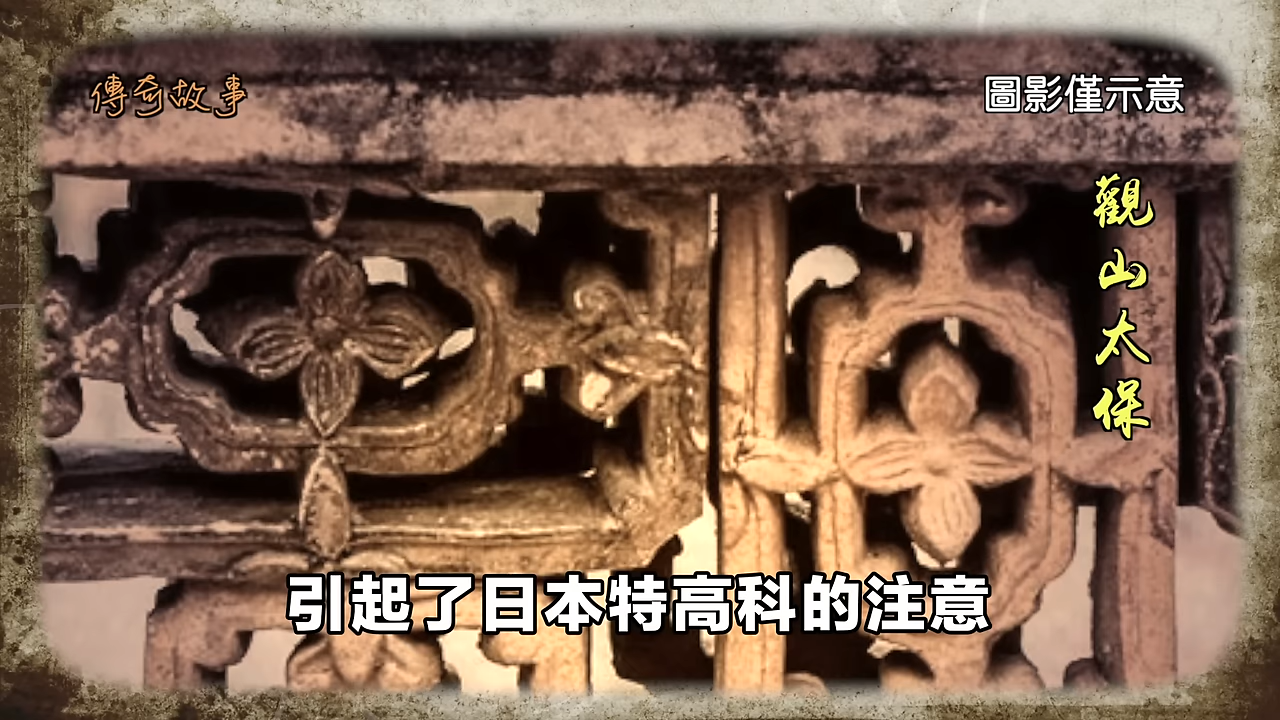 傳奇故事
圖影僅示意
觀山太保
引起了日本特高科的注意